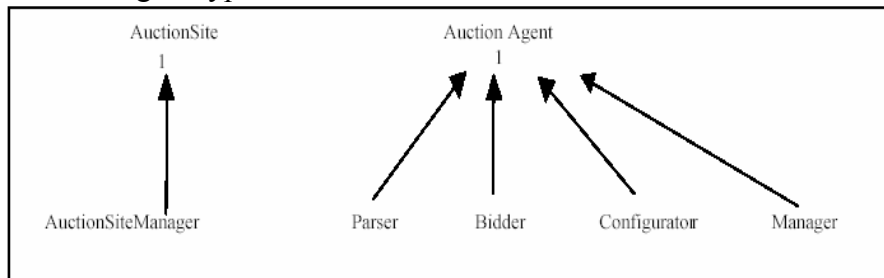 AuctionSite Auction Agent
1 1
AuctionSiteManager Parser Bidder Configurator Manager